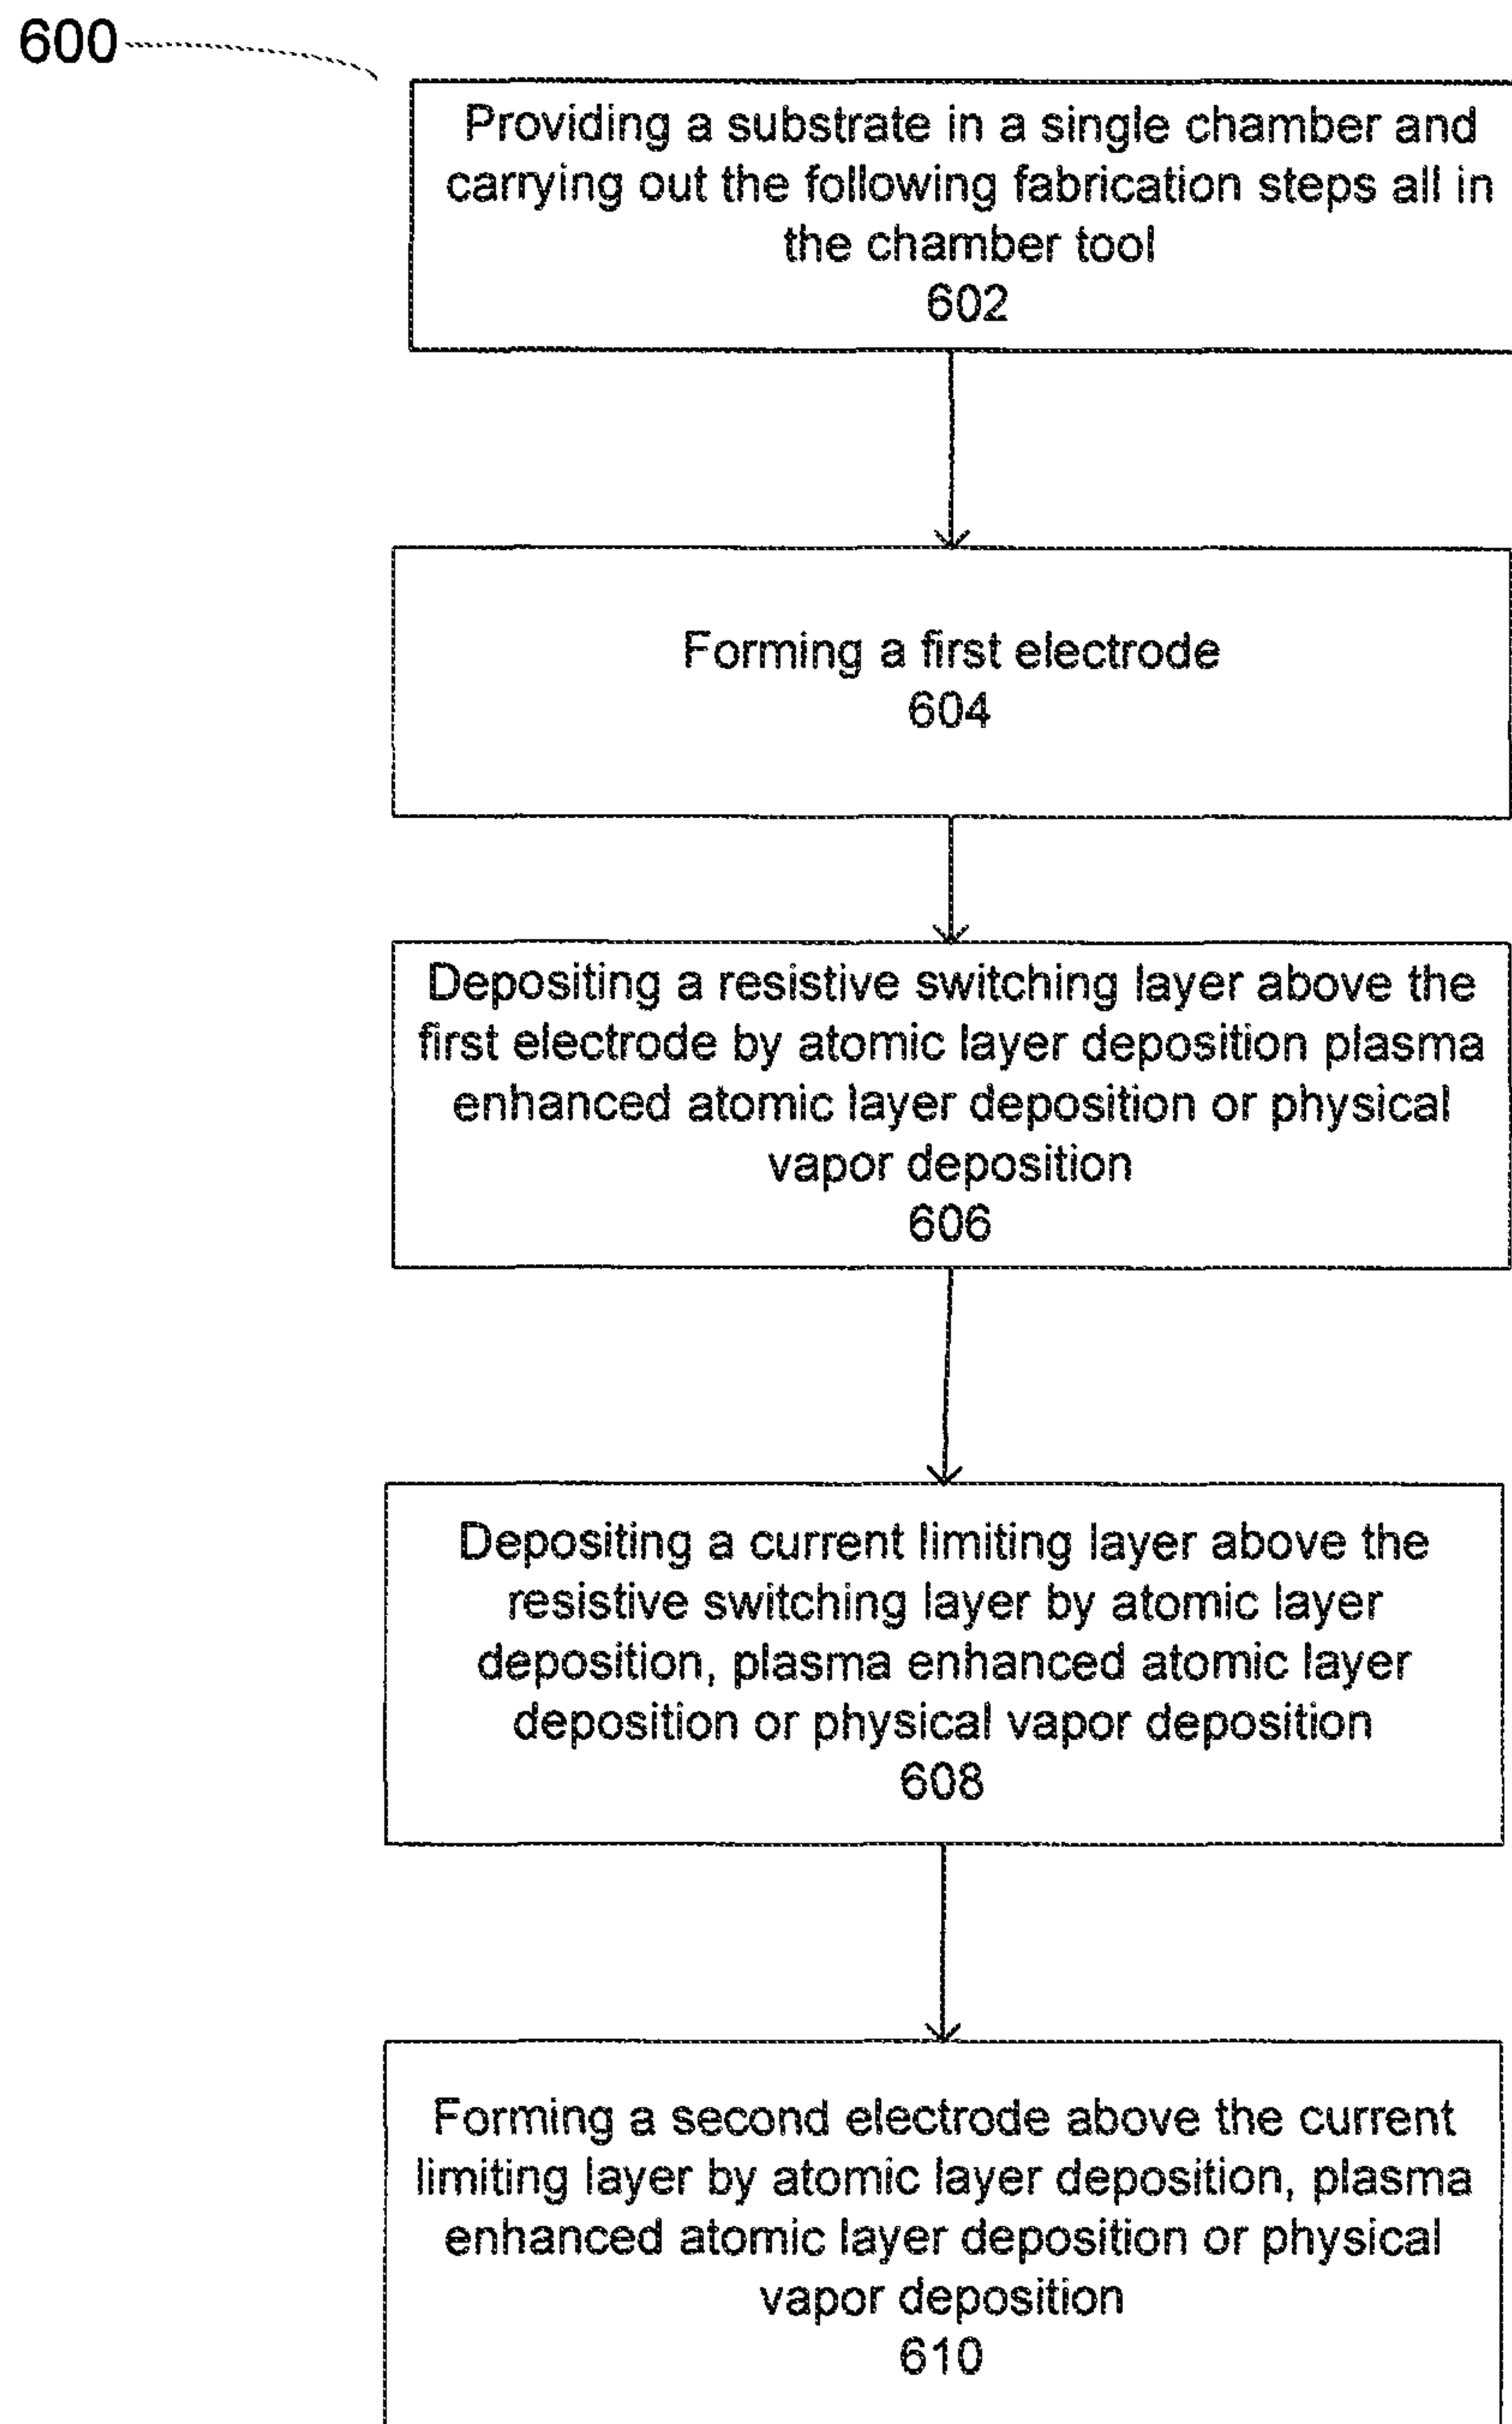 600
Providing a substrate in a single chamber and
carrying out the following fabrication steps all in
the chamber tool
602
Forming a first electrode
604
Depositing a resistive switching layer above the
first electrode by atomic layer deposition plasma
enhanced atomic layer deposition or physical
vapor deposition
606
Depositing a current limiting layer above the
resistive switching layer by atomic layer
deposition, plasma enhanced atomic layer
deposition or physical vapor deposition
608
Forming a second electrode above the current
limiting layer by atomic layer deposition, plasma
enhanced atomic layer deposition or physical
vapor deposition
610